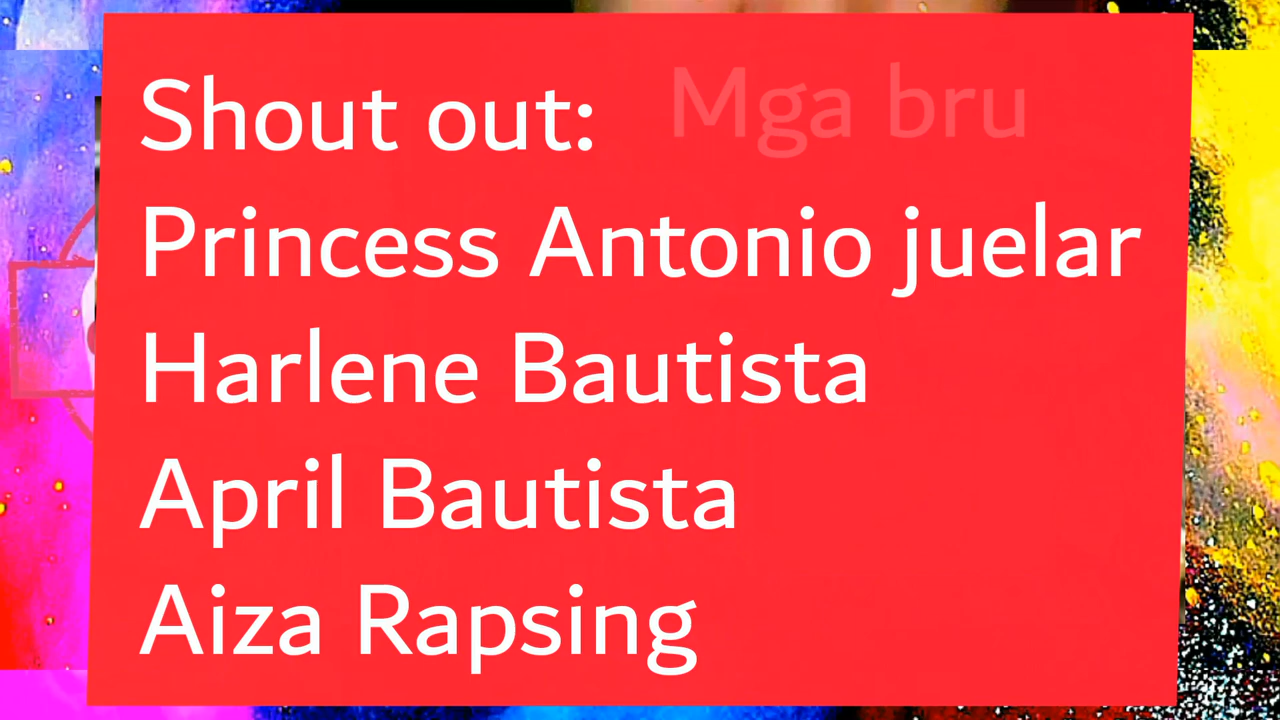 Shout out: Mga bru
Princess Antonio juelar
Harlene Bautista
April Bautista
Aiza Rapsing